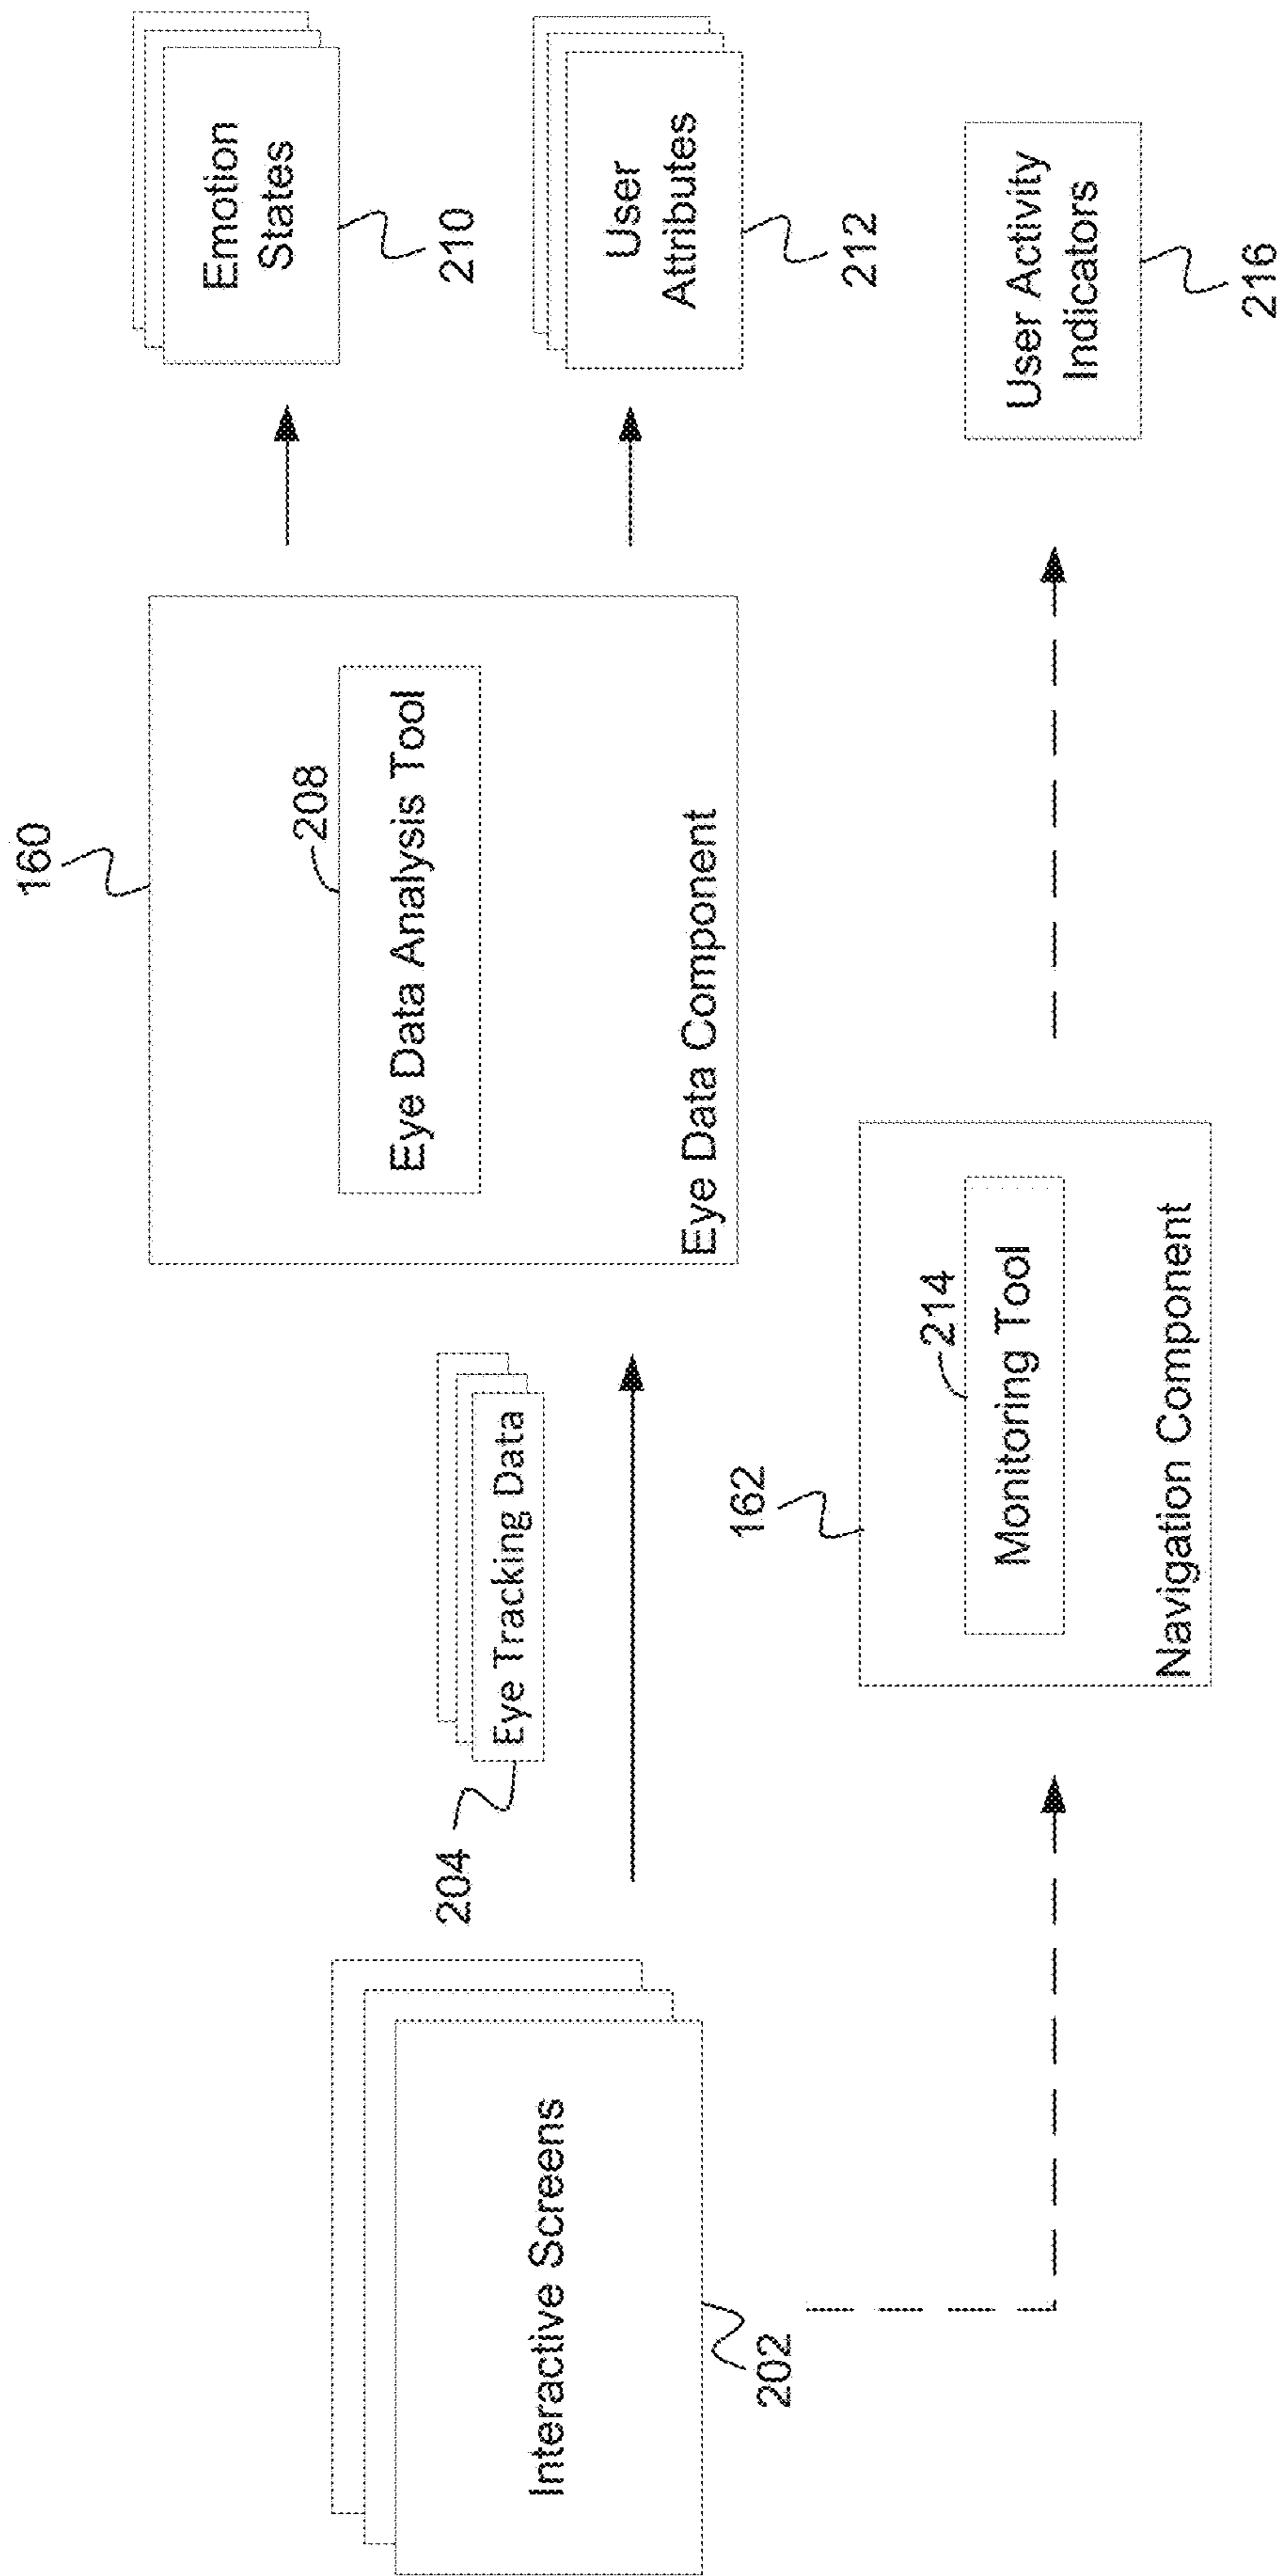 Interactive Screens
202
204
Eye Tracking Data
160
208
Eye Data Analysis Tool
Eye Data Component
162
214
Monitoring Tool
Navigation Component
Emotion
States
210
User
Attributes
212
User Activity
Indicators
216